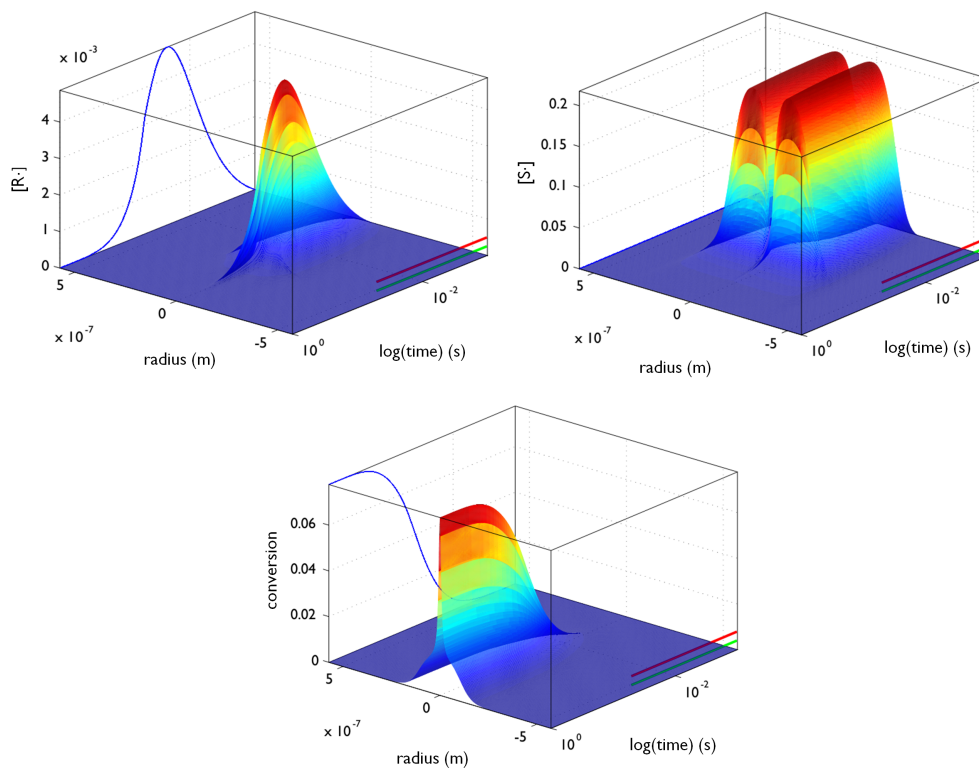 x 10⁻³
4
3
2
1
0
[R·]
5
0
-5
x 10⁻⁷
radius (m)
10⁰
10⁻²
log(time) (s)
0.2
0.15
0.1
0.05
0
[S·]
5
0
-5
x 10⁻⁷
radius (m)
10⁰
10⁻²
log(time) (s)
0.06
0.04
0.02
0
conversion
5
0
-5
x 10⁻⁷
radius (m)
10⁰
10⁻²
log(time) (s)